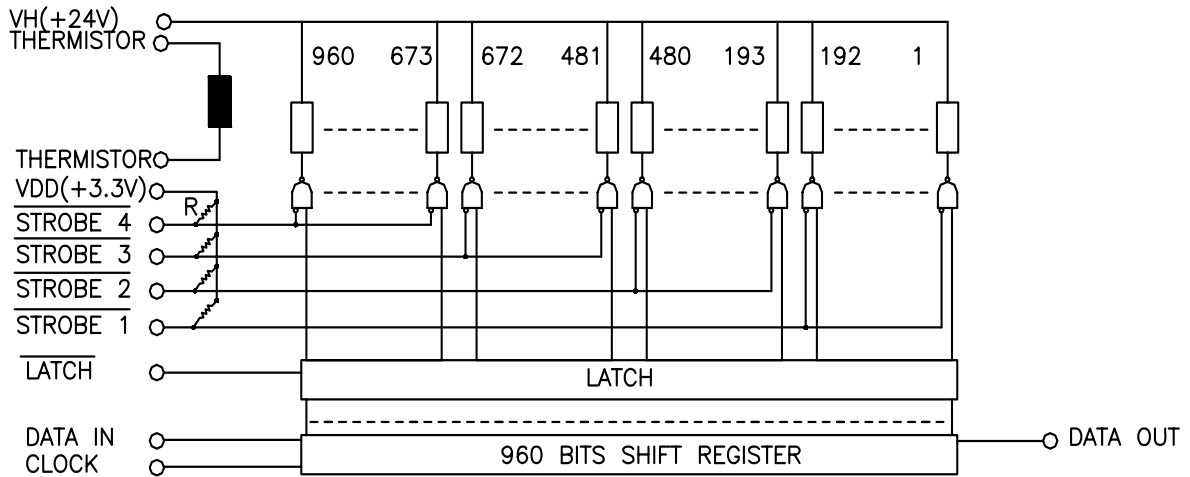 VH(+24V)
THERMISTOR
960 673 672 481 480 193 192 1
THERMISTOR
VDD(+3.3V)
R
STROBE 4
STROBE 3
STROBE 2
STROBE 1
LATCH
LATCH
DATA IN
CLOCK
960 BITS SHIFT REGISTER
DATA OUT